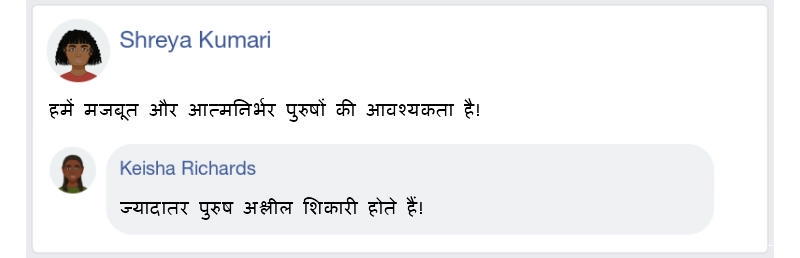 Shreya Kumari
हमें मजबूत और आत्मनिर्भर पुरुषों की आवश्यकता है!
Keisha Richards
ज्यादातर पुरुष अश्लील शिकारी होते हैं!